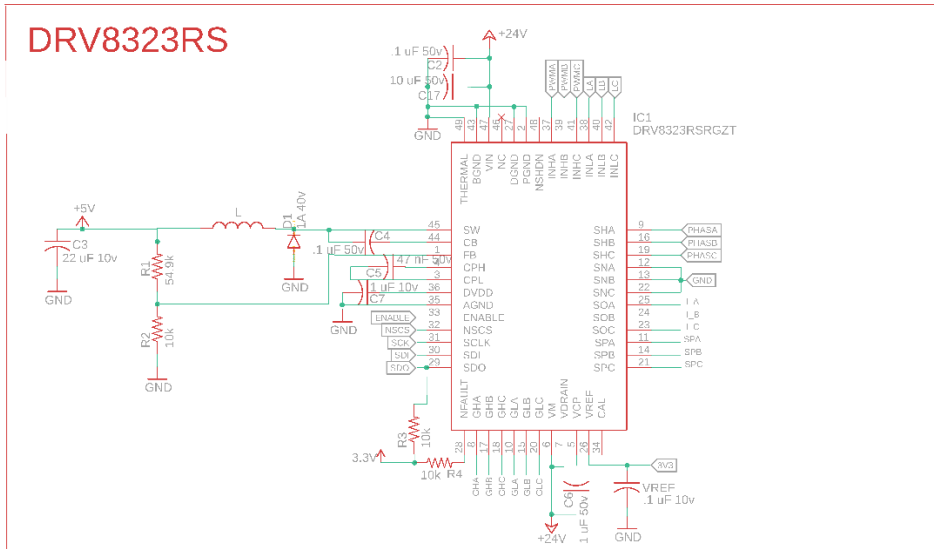 DRV8323RS
+24V
.1 uF 50v
C2
10 uF 50v
C17
GND
PWMA
PWMB
PWMC
LA
LB
LC
49
43
47
46
27
2
48
37
39
41
38
40
42
IC1
DRV8323RSRGZT
THERMAL
BGND
VIN
NC
DGND
PGND
NSHDN
INHA
INHB
INHC
INLA
INLB
INLC
+5V
L
D1
1A 40v
C3
22 uF 10v
GND
R1
54.9k
R2
10k
GND
GND
C4
.1 uF 50v
47 nF 50v
C5
1 uF 10v
C7
GND
45 SW
44 CB
1 FB
4 CPH
3 CPL
36 DVDD
35 AGND
ENABLE 33 ENABLE
NSCS 32 NSCS
SCK 31 SCLK
SDI 30 SDI
SDO 29 SDO
SHA 9 PHASA
SHB 16 PHASB
SHC 19 PHASC
SNA 12
SNB 13 GND
SNC 22
SOA 25 I_A
SOB 24 I_B
SOC 23 I_C
SPA 11 SPA
SPB 14 SPB
SPC 21 SPC
NFAULT
GHA
GHB
GHC
GLA
GLB
GLC
VM
VDRAIN
VCP
VREF
CAL
28
8
17
18
10
15
20
6
7
5
26
34
R3
10k
3.3V
10k R4
GHA
GHB
GHC
GLA
GLB
GLC
C6
1 uF 50v
+24V
3V3
VREF
.1 uF 10v
GND